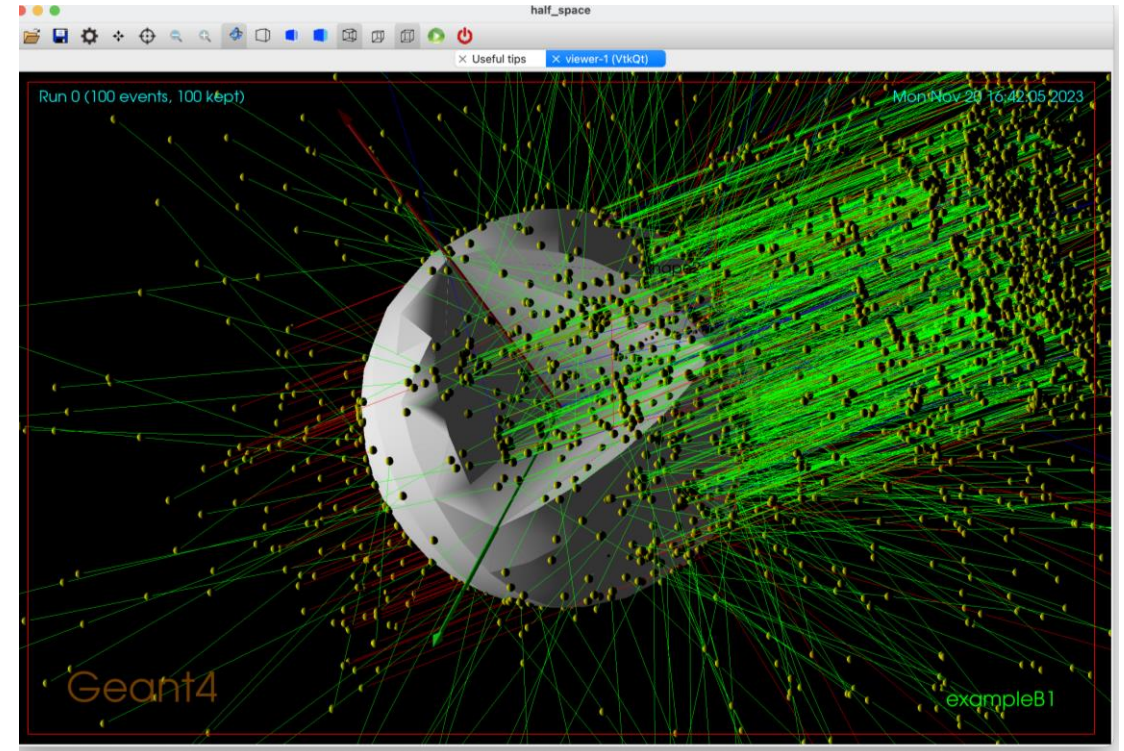 half_space
Useful tips
viewer-1 (VtkQt)
Run 0 (100 events, 100 kept)
Mon Nov 20 16:42:05 2023
Geant4
exampleB1